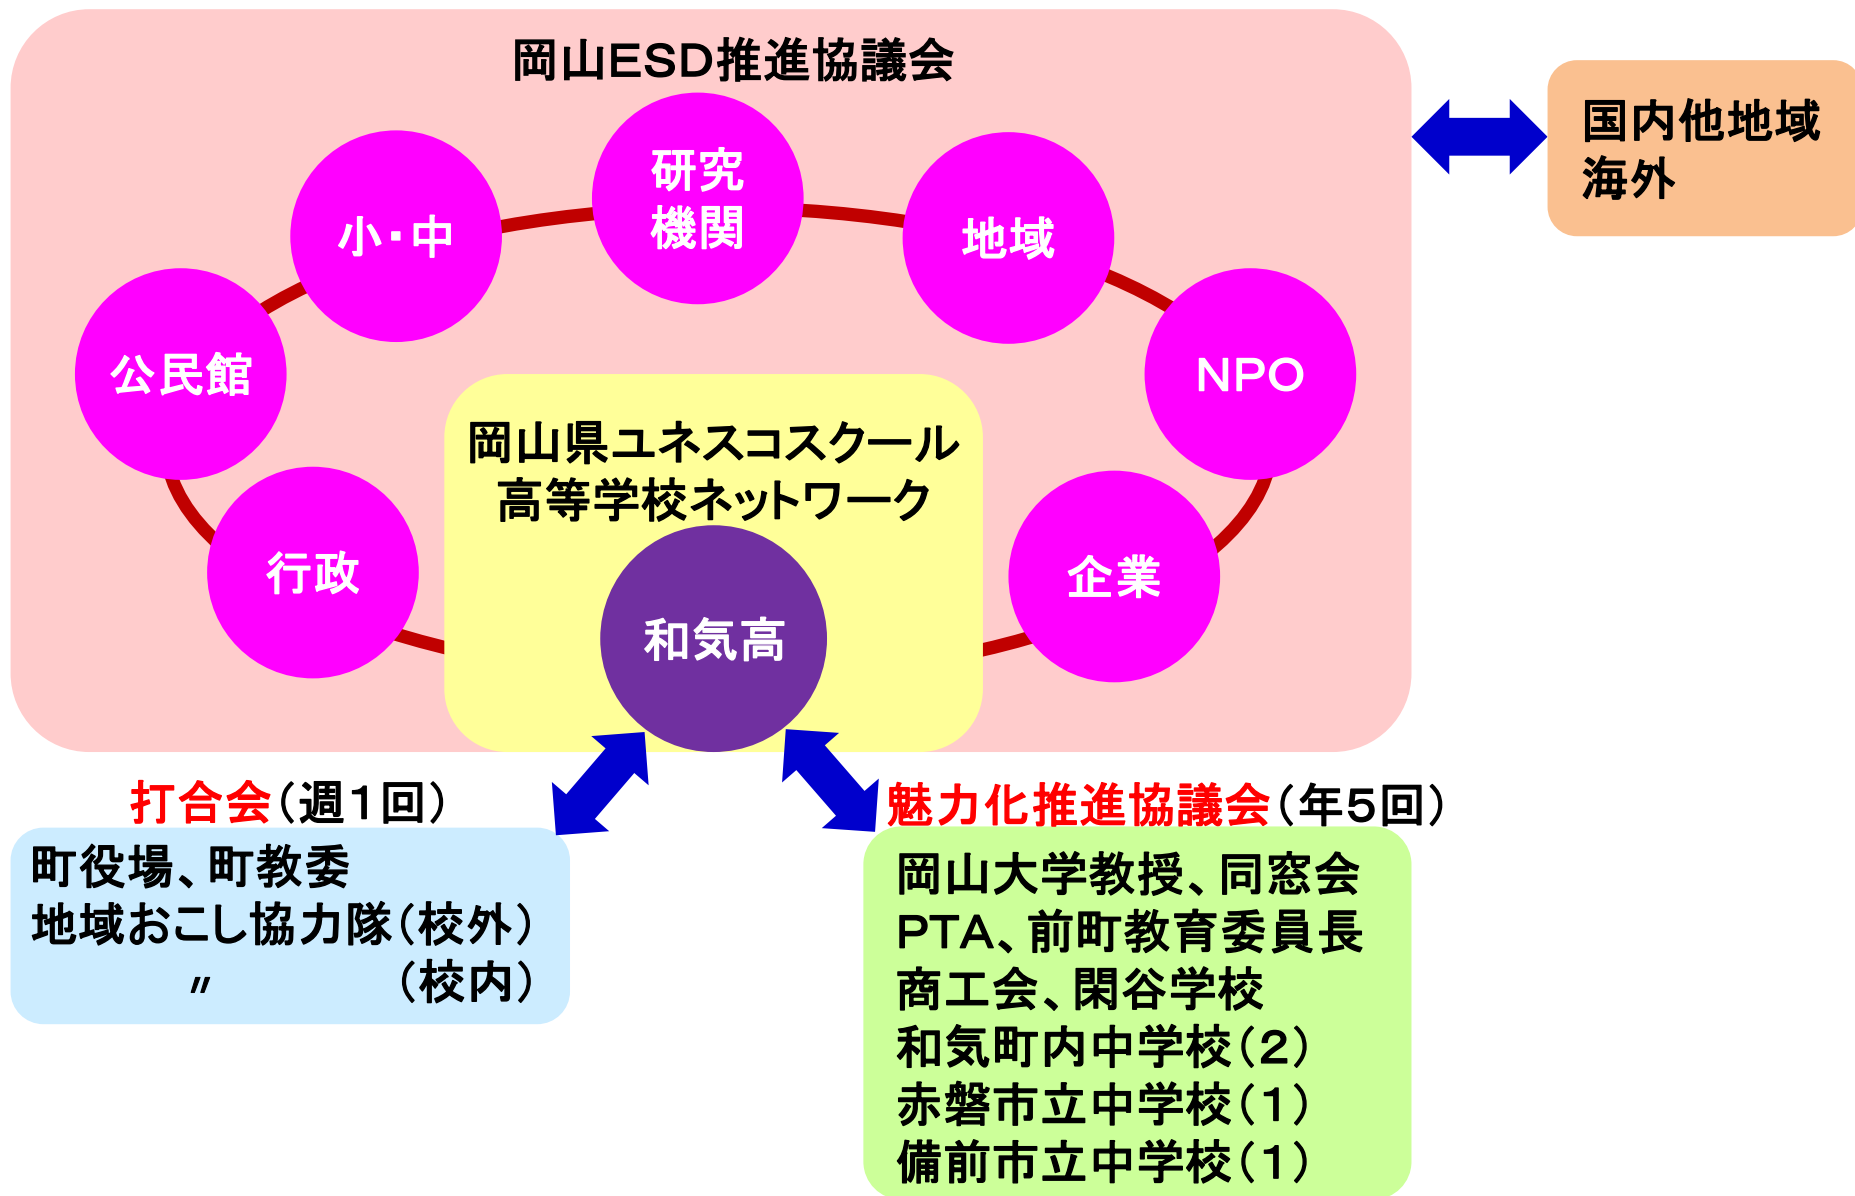 岡山ESD推進協議会
国内他地域
海外
研究
機関
小・中
地域
公民館
NPO
岡山県ユネスコスクール
高等学校ネットワーク
行政
企業
和気高
打合会（週１回）
町役場、町教委
地域おこし協力隊（校外）
〃　　　　（校内）
魅力化推進協議会（年５回）
岡山大学教授、同窓会
PTA、前町教育委員長
商工会、閑谷学校
和気町内中学校（２）
赤磐市立中学校（１）
備前市立中学校（１）